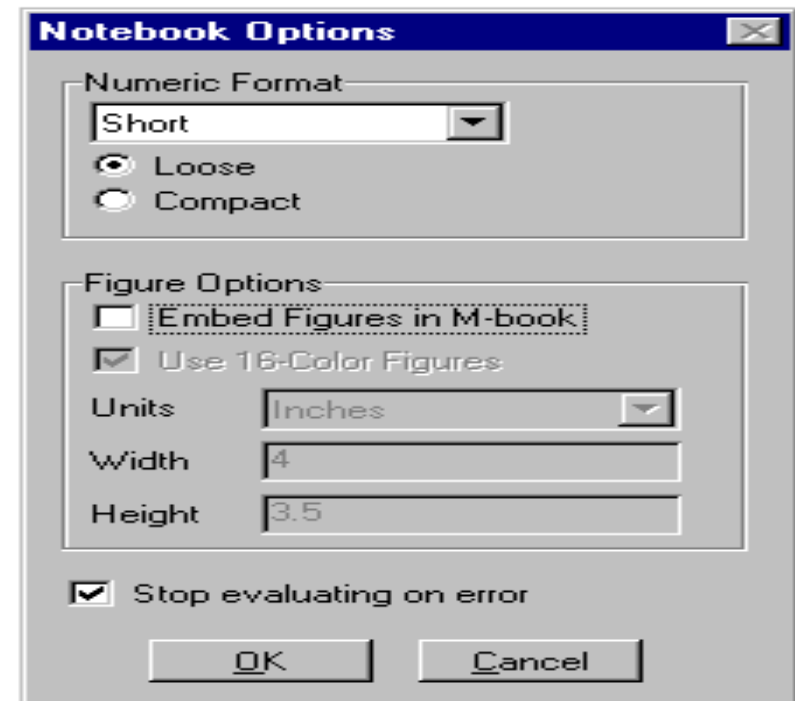 Notebook Options
Numeric Format
Short
Loose
Compact
Figure Options
Embed Figures in M-book
Use 16-Color Figures
Units Inches
Width 4
Height 3.5
Stop evaluating on error
OK Cancel